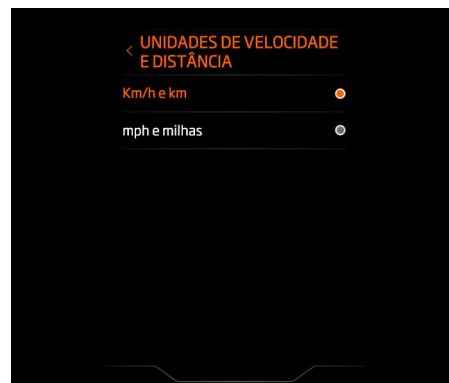 UNIDADES DE VELOCIDADE
E DISTÂNCIA
Km/h e km
mph e milhas